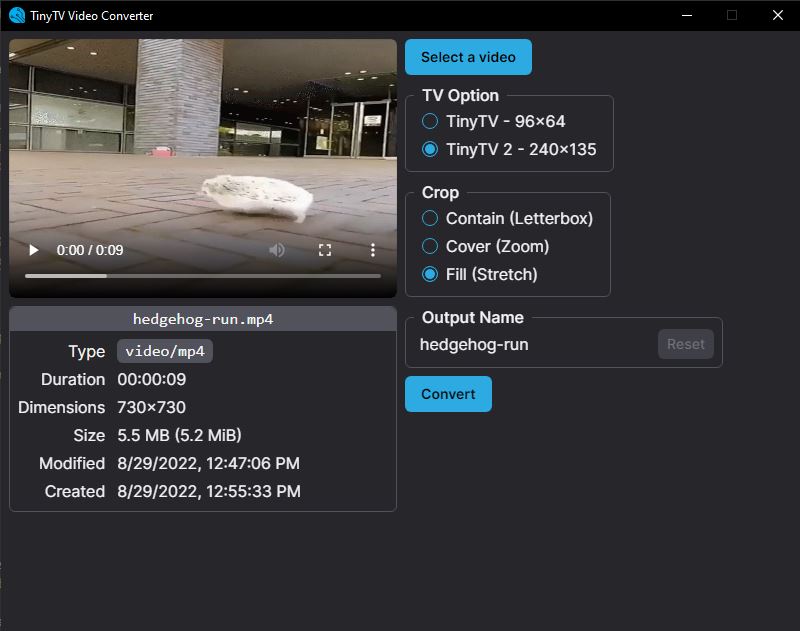 TinyTV Video Converter
0:00 / 0:09
hedgehog-run.mp4
Type video/mp4
Duration 00:00:09
Dimensions 730×730
Size 5.5 MB (5.2 MiB)
Modified 8/29/2022, 12:47:06 PM
Created 8/29/2022, 12:55:33 PM
Select a video
TV Option
TinyTV - 96×64
TinyTV 2 - 240×135
Crop
Contain (Letterbox)
Cover (Zoom)
Fill (Stretch)
Output Name
hedgehog-run Reset
Convert